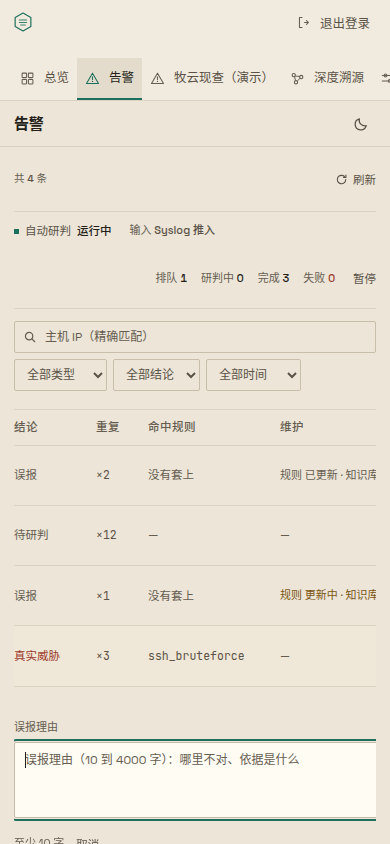 退出登录
总览 告警 牧云现查（演示） 深度溯源
告警
共 4 条 刷新
自动研判 运行中 输入 Syslog 推入
排队 1 研判中 0 完成 3 失败 0 暂停
主机 IP（精确匹配）
全部类型 全部结论 全部时间
结论 重复 命中规则 维护
误报 ×2 没有套上 规则 已更新 · 知识库
待研判 ×12 — —
误报 ×1 没有套上 规则 更新中 · 知识库
真实威胁 ×3 ssh_bruteforce —
误报理由
误报理由（10 到 4000 字）：哪里不对、依据是什么
至少 10 字 取消